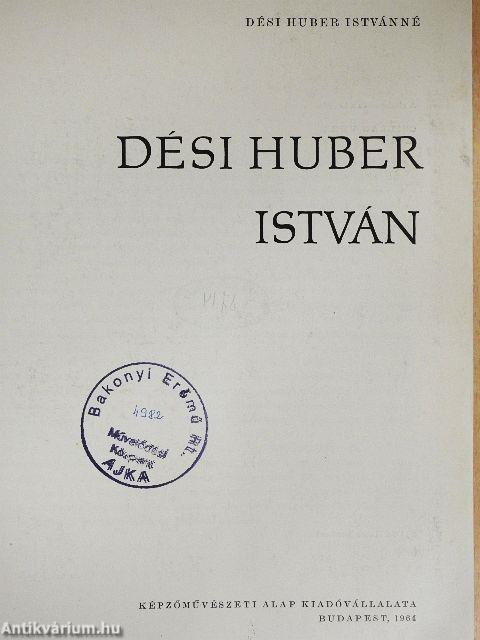 DÉSI HUBER ISTVÁNNÉ
DÉSI HUBER
ISTVÁN
Bakonyi Erőmű Rt.
4982
Művelődési
Központ
AJKA
KÉPZŐMŰVÉSZETI ALAP KIADÓVÁLLALATA
BUDAPEST, 1964
Antikvárium.hu